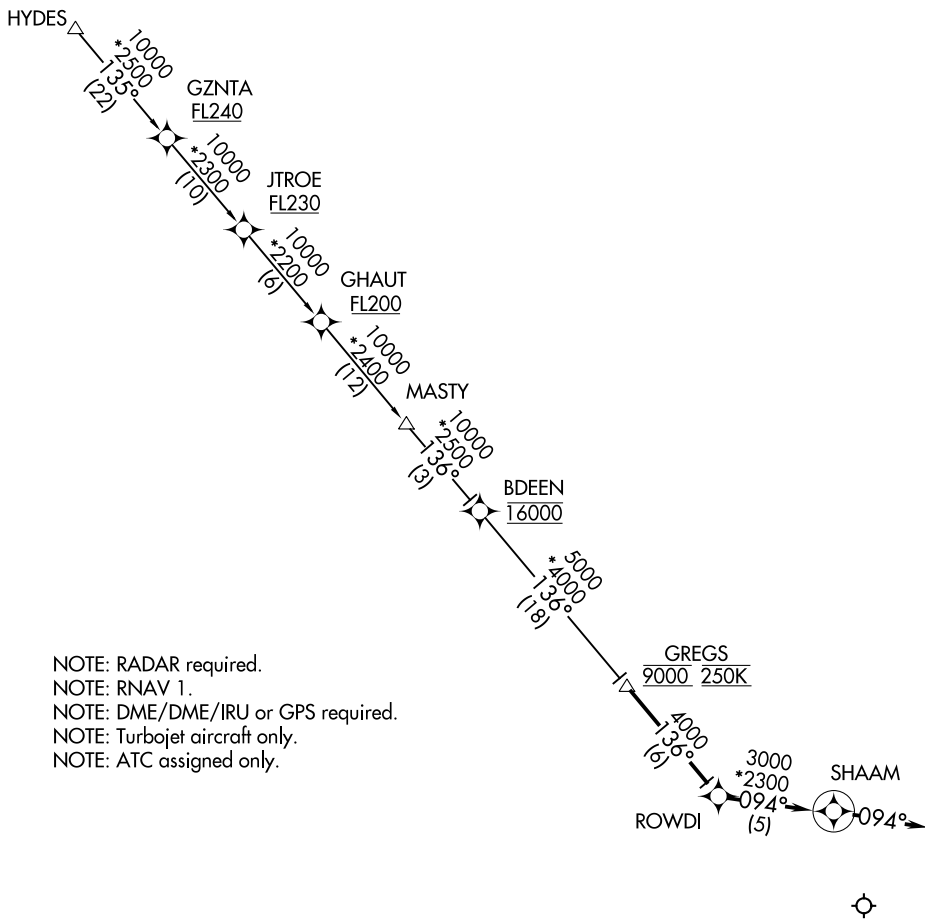 HYDES
10000
*2500
135°
(22)
GZNTA
FL240
10000
*2300
(10)
JTROE
FL230
10000
*2200
(6)
GHAUT
FL200
10000
*2400
(12)
MASTY
10000
*2500
136°
(3)
BDEEN
16000
5000
*4000
136°
(18)
GREGS
9000 250K
4000
136°
(6)
ROWDI
3000
*2300
094°
(5)
SHAAM
094°
NOTE: RADAR required.
NOTE: RNAV 1.
NOTE: DME/DME/IRU or GPS required.
NOTE: Turbojet aircraft only.
NOTE: ATC assigned only.